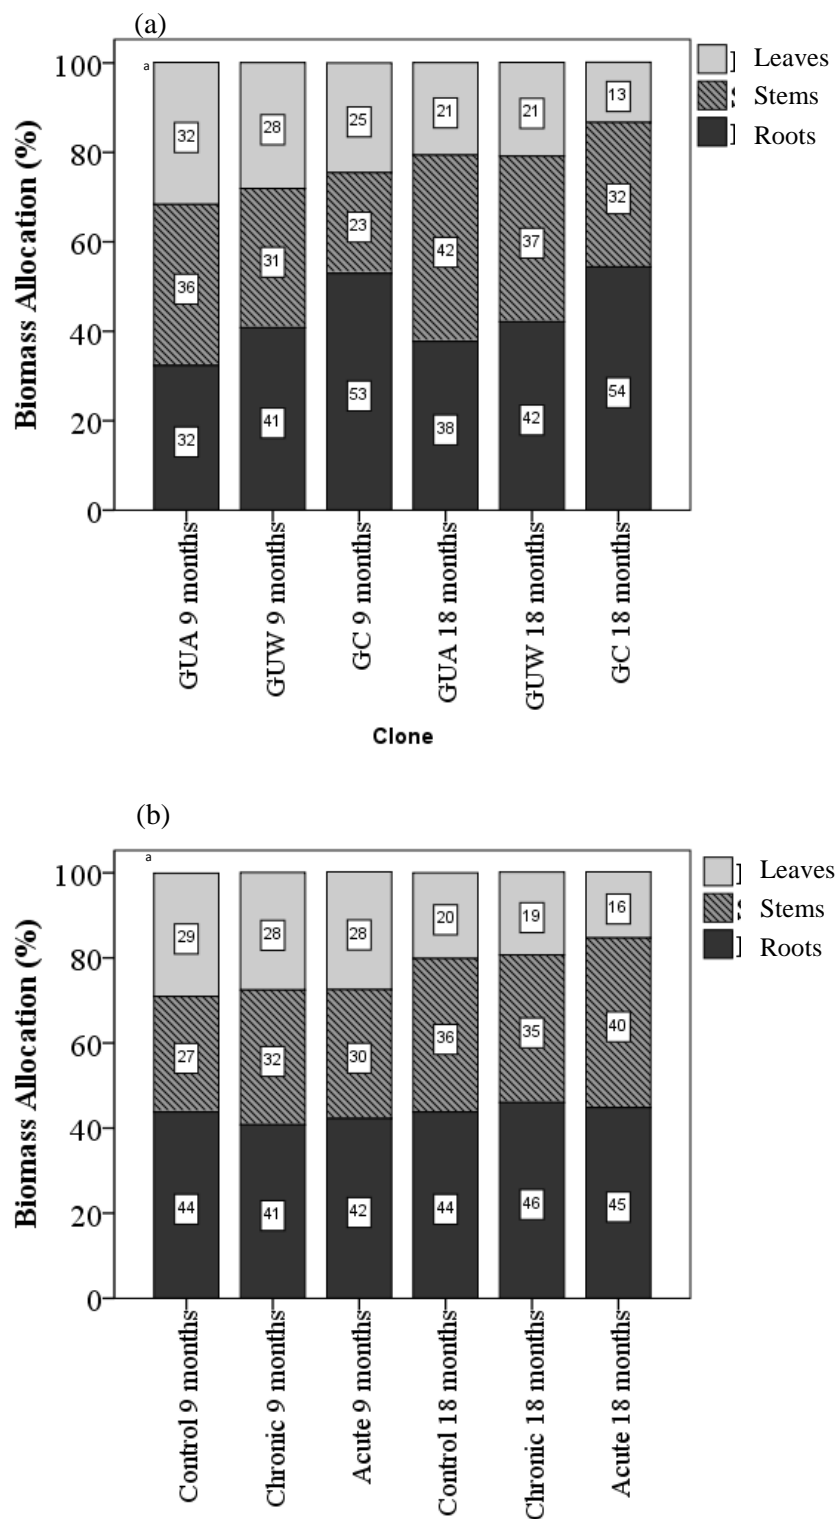 (a)
a
Leaves
Stems
Roots
Biomass Allocation (%)
100
80
60
40
20
0
32 28 25 21 21 13
36 31 23 42 37 32
32 41 53 38 42 54
GUA 9 months
GUW 9 months
GC 9 months
GUA 18 months
GUW 18 months
GC 18 months
Clone
(b)
a
Leaves
Stems
Roots
Biomass Allocation (%)
100
80
60
40
20
0
29 28 28 20 19 16
27 32 30 36 35 40
44 41 42 44 46 45
Control 9 months
Chronic 9 months
Acute 9 months
Control 18 months
Chronic 18 months
Acute 18 months